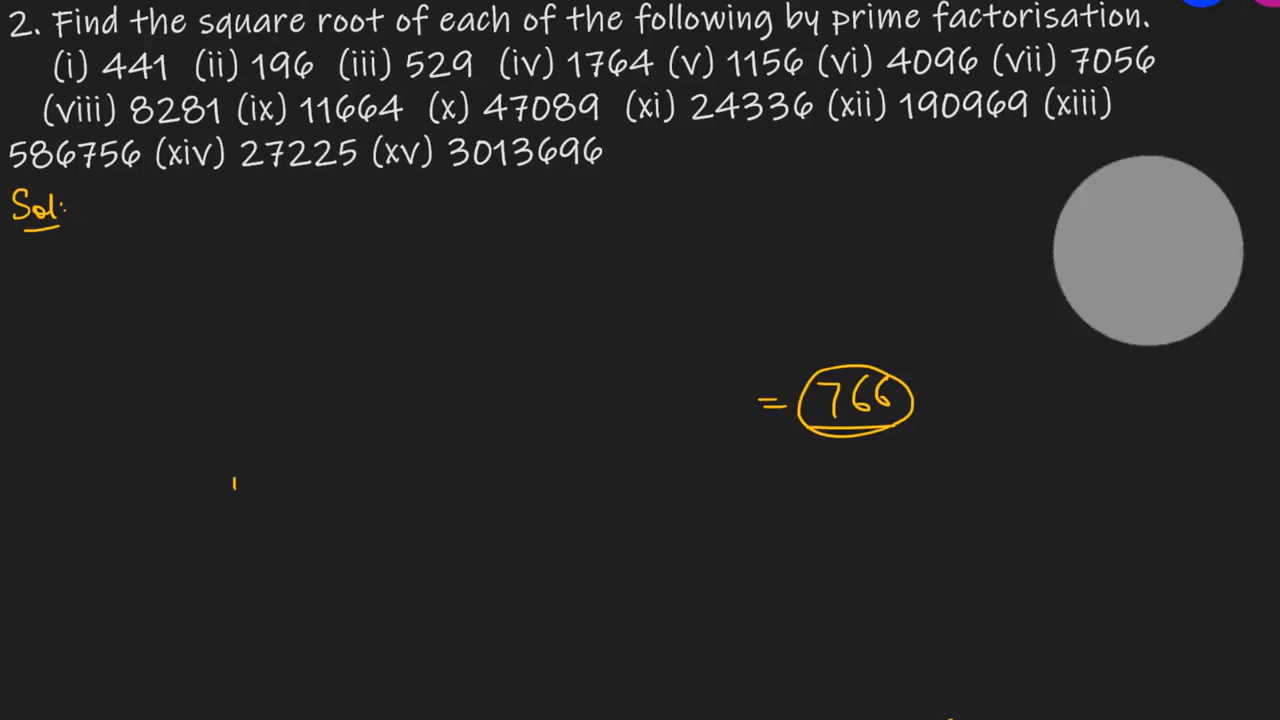 2. Find the square root of each of the following by prime factorisation.
(i) 441 (ii) 196 (iii) 529 (iv) 1764 (v) 1156 (vi) 4096 (vii) 7056
(viii) 8281 (ix) 11664 (x) 47089 (xi) 24336 (xii) 190969 (xiii)
586756 (xiv) 27225 (xv) 3013696
Sol:
= 766